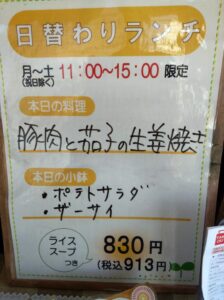 日替わりランチ
月～土 11:00～15:00 限定
(祝日除く)
本日の料理
豚肉と茄子の生姜焼き
本日の小鉢
・ポテトサラダ
・ザーサイ
ライス
スープ
つき
830円
(税込913円)